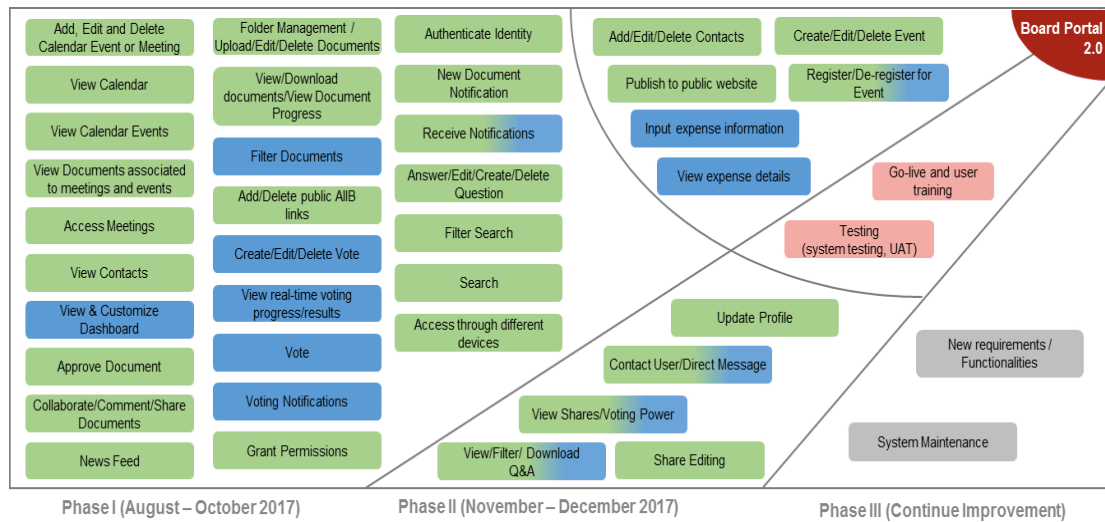 Add, Edit and Delete
Calendar Event or Meeting
View Calendar
View Calendar Events
View Documents associated
to meetings and events
Access Meetings
View Contacts
View & Customize
Dashboard
Approve Document
Collaborate/Comment/Share
Documents
News Feed
Folder Management /
Upload/Edit/Delete Documents
View/Download
documents/View Document
Progress
Filter Documents
Add/Delete public AIIB
links
Create/Edit/Delete Vote
View real-time voting
progress/results
Vote
Voting Notifications
Grant Permissions
Authenticate Identity
New Document
Notification
Receive Notifications
Answer/Edit/Create/Delete
Question
Filter Search
Search
Access through different
devices
Add/Edit/Delete Contacts
Create/Edit/Delete Event
Publish to public website
Register/De-register for
Event
Input expense information
View expense details
Board Portal
2.0
Go-live and user
training
Testing
(system testing, UAT)
Update Profile
Contact User/Direct Message
View Shares/Voting Power
View/Filter/ Download
Q&A
Share Editing
New requirements /
Functionalities
System Maintenance
Phase I (August – October 2017)
Phase II (November – December 2017)
Phase III (Continue Improvement)